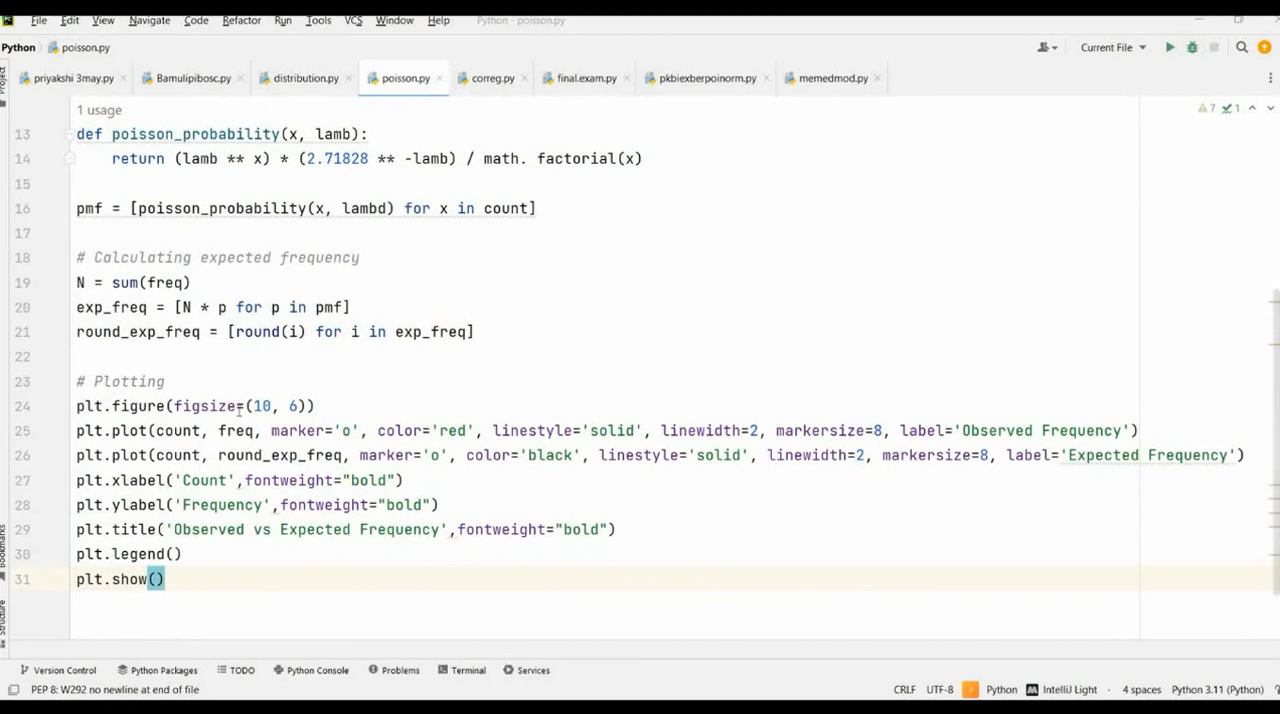 File Edit View Navigate Code Refactor Run Tools VCS Window Help Python - poisson.py
Python poisson.py Current File
priyakshi 3may.py Bamulipibosc.py distribution.py poisson.py correg.py final.exam.py pkbiexberpoinorm.py memedmod.py
Project
1 usage
7 1
13 def poisson_probability(x, lamb):
14 return (lamb ** x) * (2.71828 ** -lamb) / math. factorial(x)
15
16 pmf = [poisson_probability(x, lambd) for x in count]
17
18 # Calculating expected frequency
19 N = sum(freq)
20 exp_freq = [N * p for p in pmf]
21 round_exp_freq = [round(i) for i in exp_freq]
22
23 # Plotting
24 plt.figure(figsize=(10, 6))
25 plt.plot(count, freq, marker='o', color='red', linestyle='solid', linewidth=2, markersize=8, label='Observed Frequency')
26 plt.plot(count, round_exp_freq, marker='o', color='black', linestyle='solid', linewidth=2, markersize=8, label='Expected Frequency')
27 plt.xlabel('Count',fontweight="bold")
28 plt.ylabel('Frequency',fontweight="bold")
29 plt.title('Observed vs Expected Frequency',fontweight="bold")
30 plt.legend()
31 plt.show()
Bookmarks
Structure
Version Control Python Packages TODO Python Console Problems Terminal Services
PEP 8: W292 no newline at end of file CRLF UTF-8 Python IntelliJ Light 4 spaces Python 3.11 (Python)